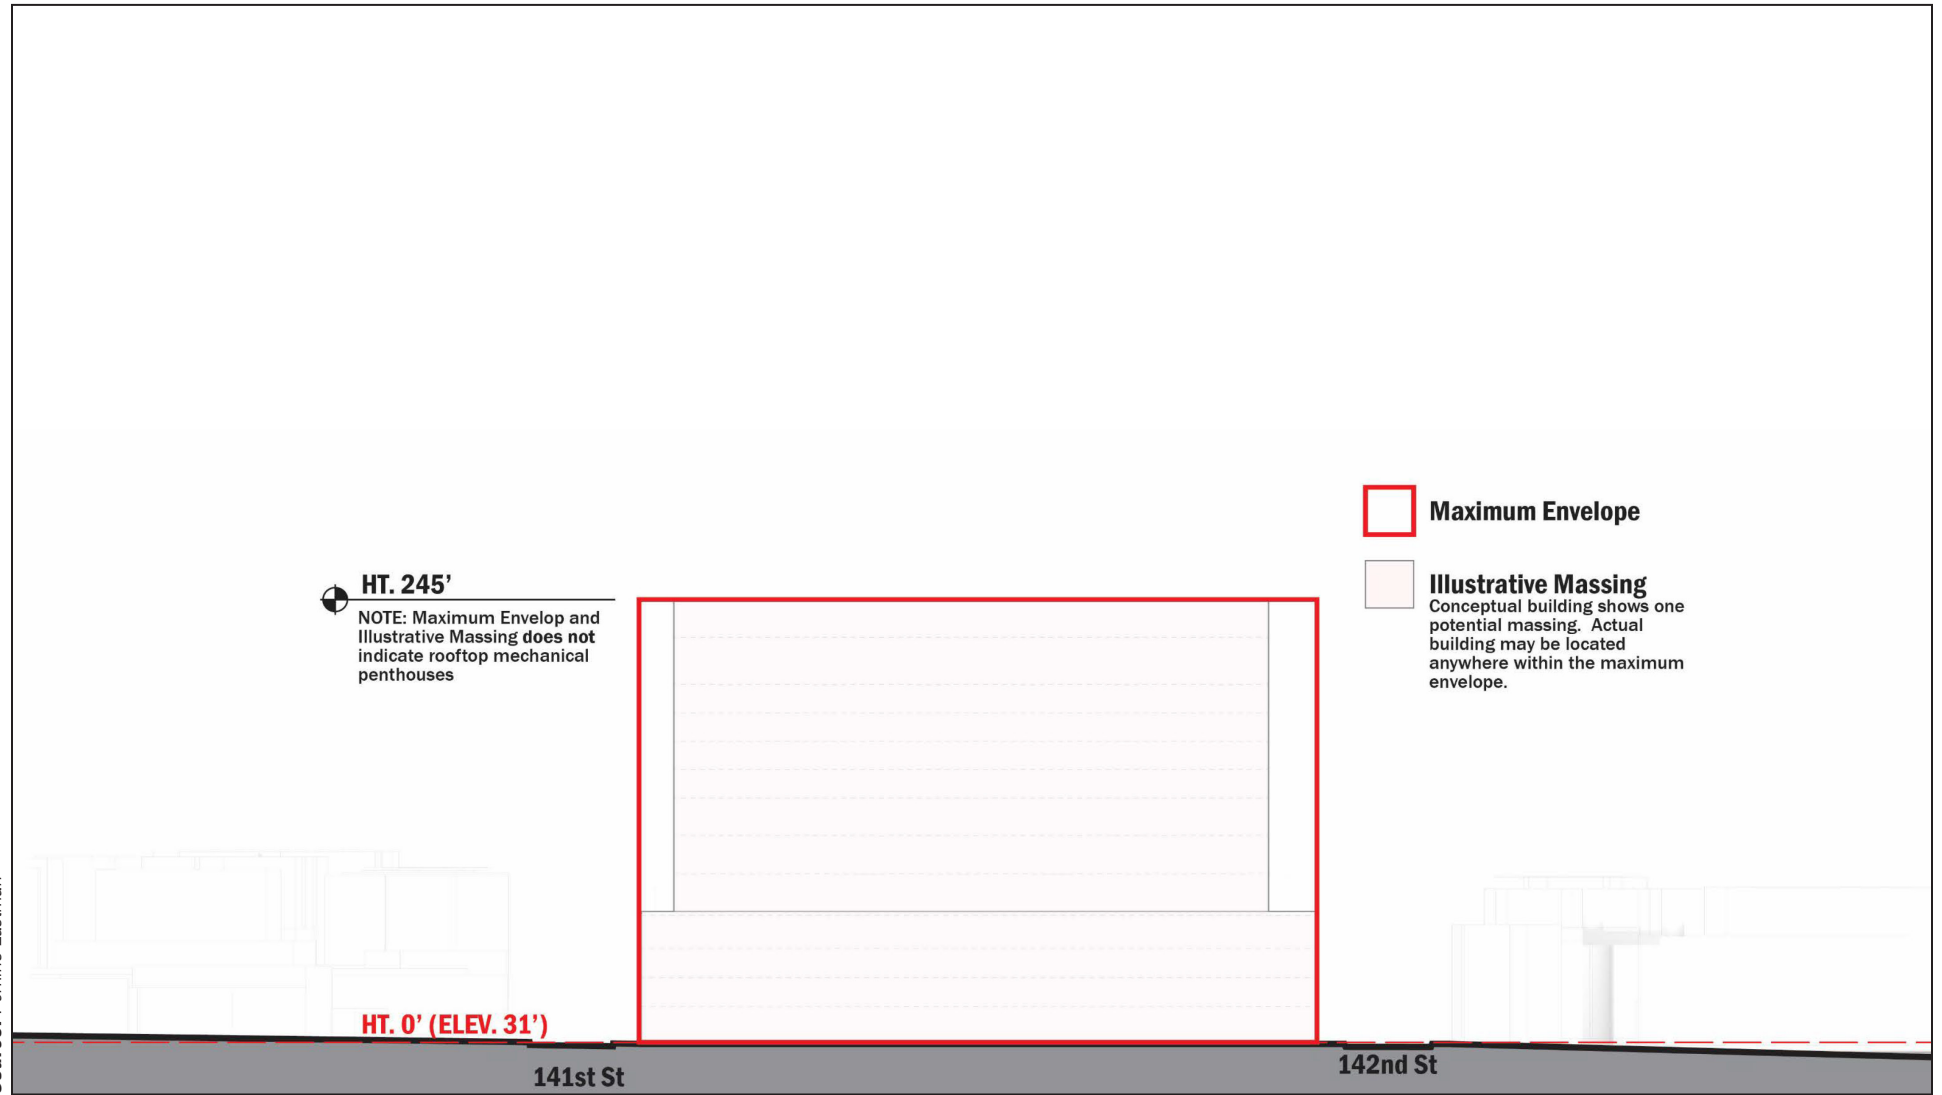 Maximum Envelope
HT. 245'
NOTE: Maximum Envelop and
Illustrative Massing does not
indicate rooftop mechanical
penthouses
Illustrative Massing
Conceptual building shows one
potential massing.  Actual
building may be located
anywhere within the maximum
envelope.
HT. 0' (ELEV. 31')
141st St
142nd St